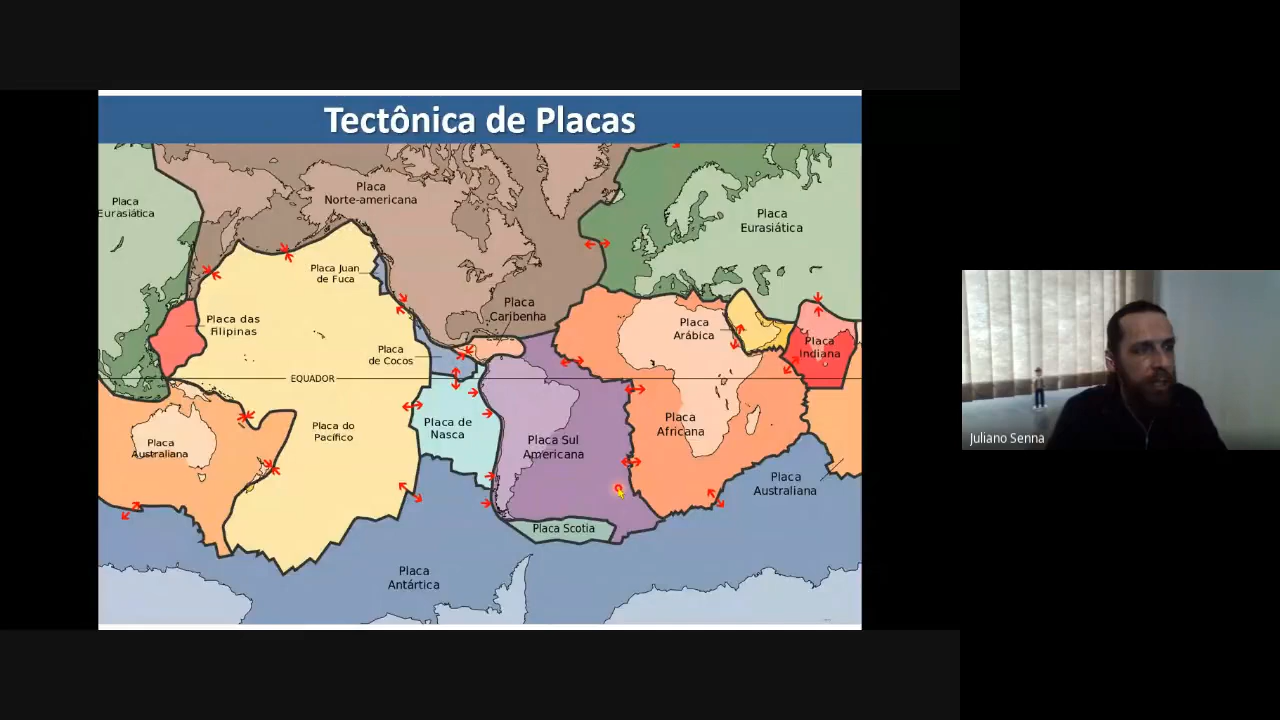 Tectônica de Placas
Placa
Norte-americana
Placa
Eurasiática
Placa
Eurasiática
Placa Juan
de Fuca
Placa
Caribenha
Placa das
Filipinas
Placa
Arábica
Placa
Indiana
Placa
de Cocos
EQUADOR
Placa de
Nasca
Placa do
Pacífico
Placa
Africana
Placa
Australiana
Placa Sul
Americana
Placa
Australiana
Placa Scotia
Placa
Antártica
Juliano Senna